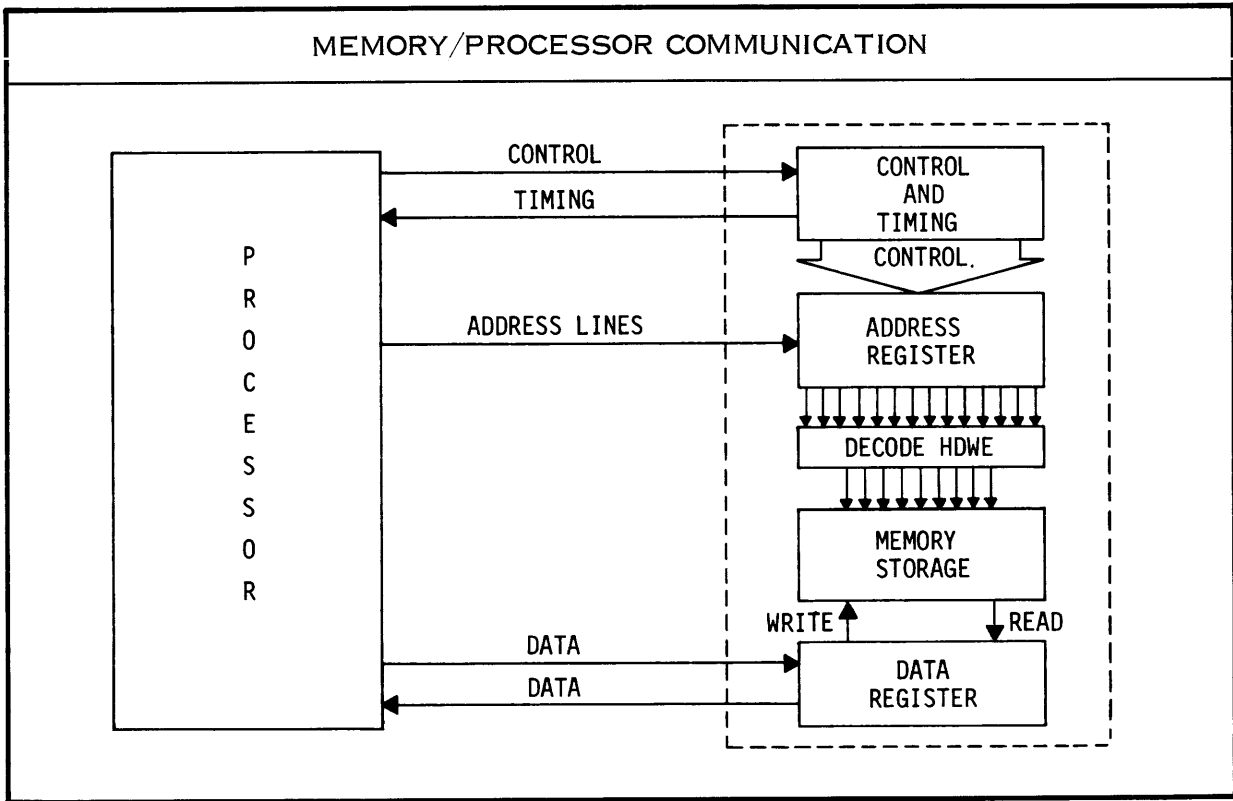 MEMORY/PROCESSOR COMMUNICATION
CONTROL
TIMING
CONTROL
AND
TIMING
CONTROL.
PROCESSOR
ADDRESS LINES
ADDRESS
REGISTER
DECODE HDWE
MEMORY
STORAGE
WRITE
READ
DATA
DATA
DATA
REGISTER